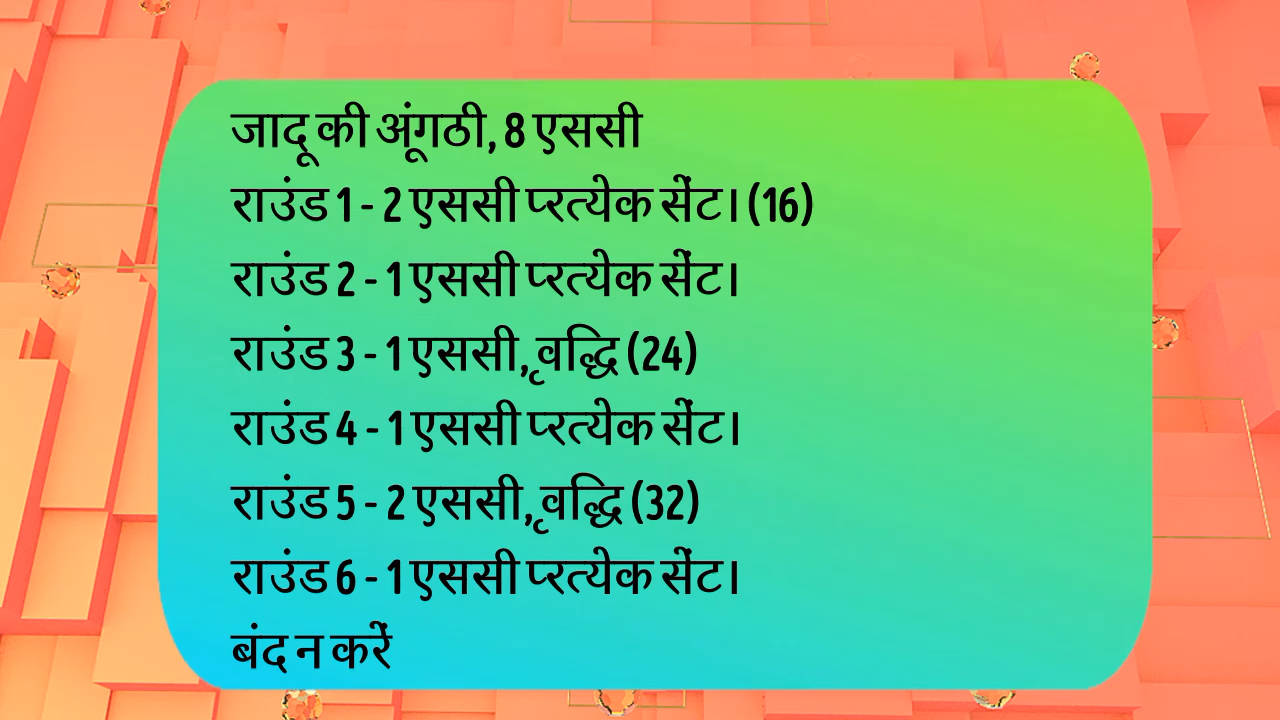 जादू की अंगूठी, 8 एससी
राउंड 1 - 2 एससी प्रत्येक सेंट। (16)
राउंड 2 - 1 एससी प्रत्येक सेंट।
राउंड 3 - 1 एससी, वृद्धि (24)
राउंड 4 - 1 एससी प्रत्येक सेंट।
राउंड 5 - 2 एससी, वृद्धि (32)
राउंड 6 - 1 एससी प्रत्येक सेंट।
बंद न करें